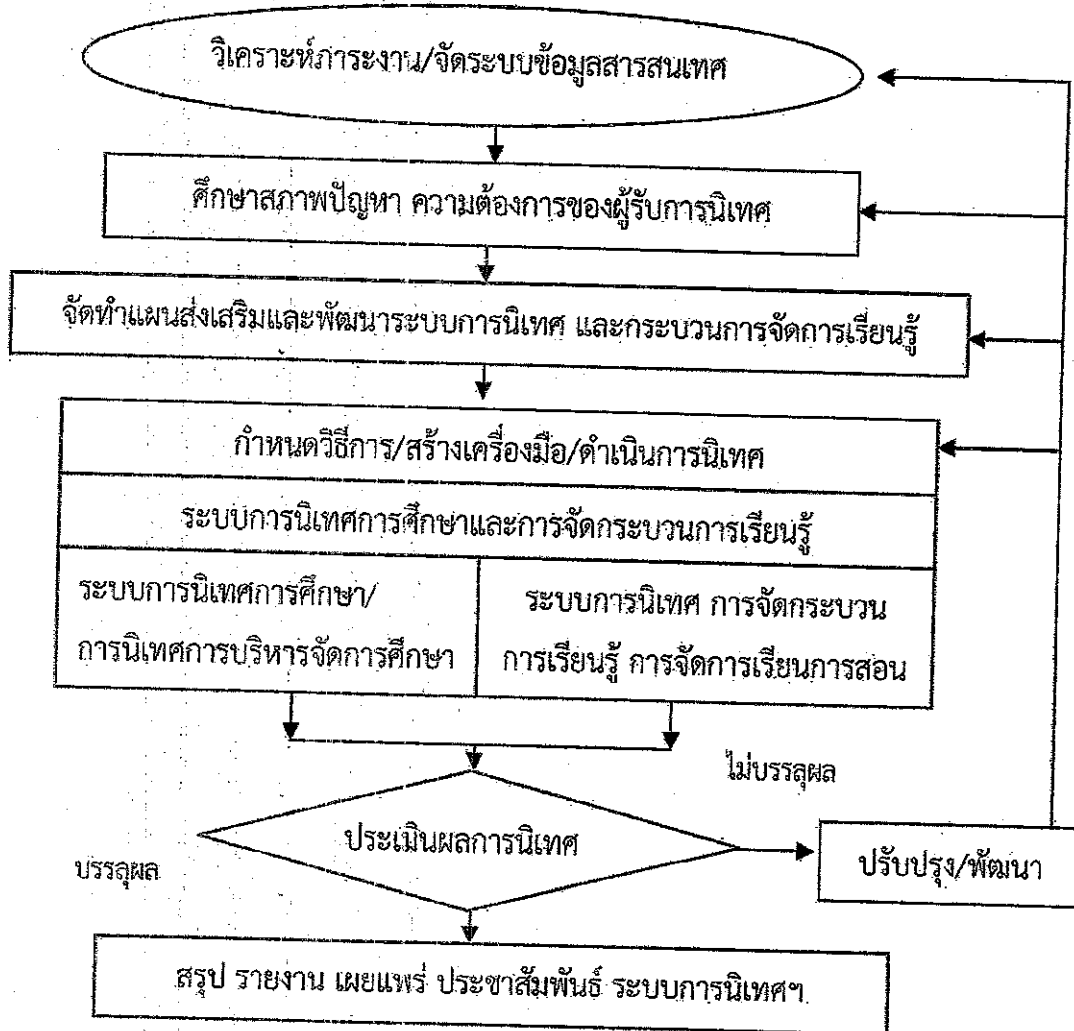 วิเคราะห์ภาระงาน/จัดระบบข้อมูลสารสนเทศ
ศึกษาสภาพปัญหา ความต้องการของผู้รับการนิเทศ
จัดทำแผนส่งเสริมและพัฒนาระบบการนิเทศ และกระบวนการจัดการเรียนรู้
กำหนดวิธีการ/สร้างเครื่องมือ/ดำเนินการนิเทศ
ระบบการนิเทศการศึกษาและการจัดกระบวนการเรียนรู้
ระบบการนิเทศการศึกษา/
การนิเทศการบริหารจัดการศึกษา
ระบบการนิเทศ การจัดกระบวน
การเรียนรู้ การจัดการเรียนการสอน
ไม่บรรลุผล
ประเมินผลการนิเทศ
ปรับปรุง/พัฒนา
บรรลุผล
สรุป รายงาน เผยแพร่ ประชาสัมพันธ์ ระบบการนิเทศฯ